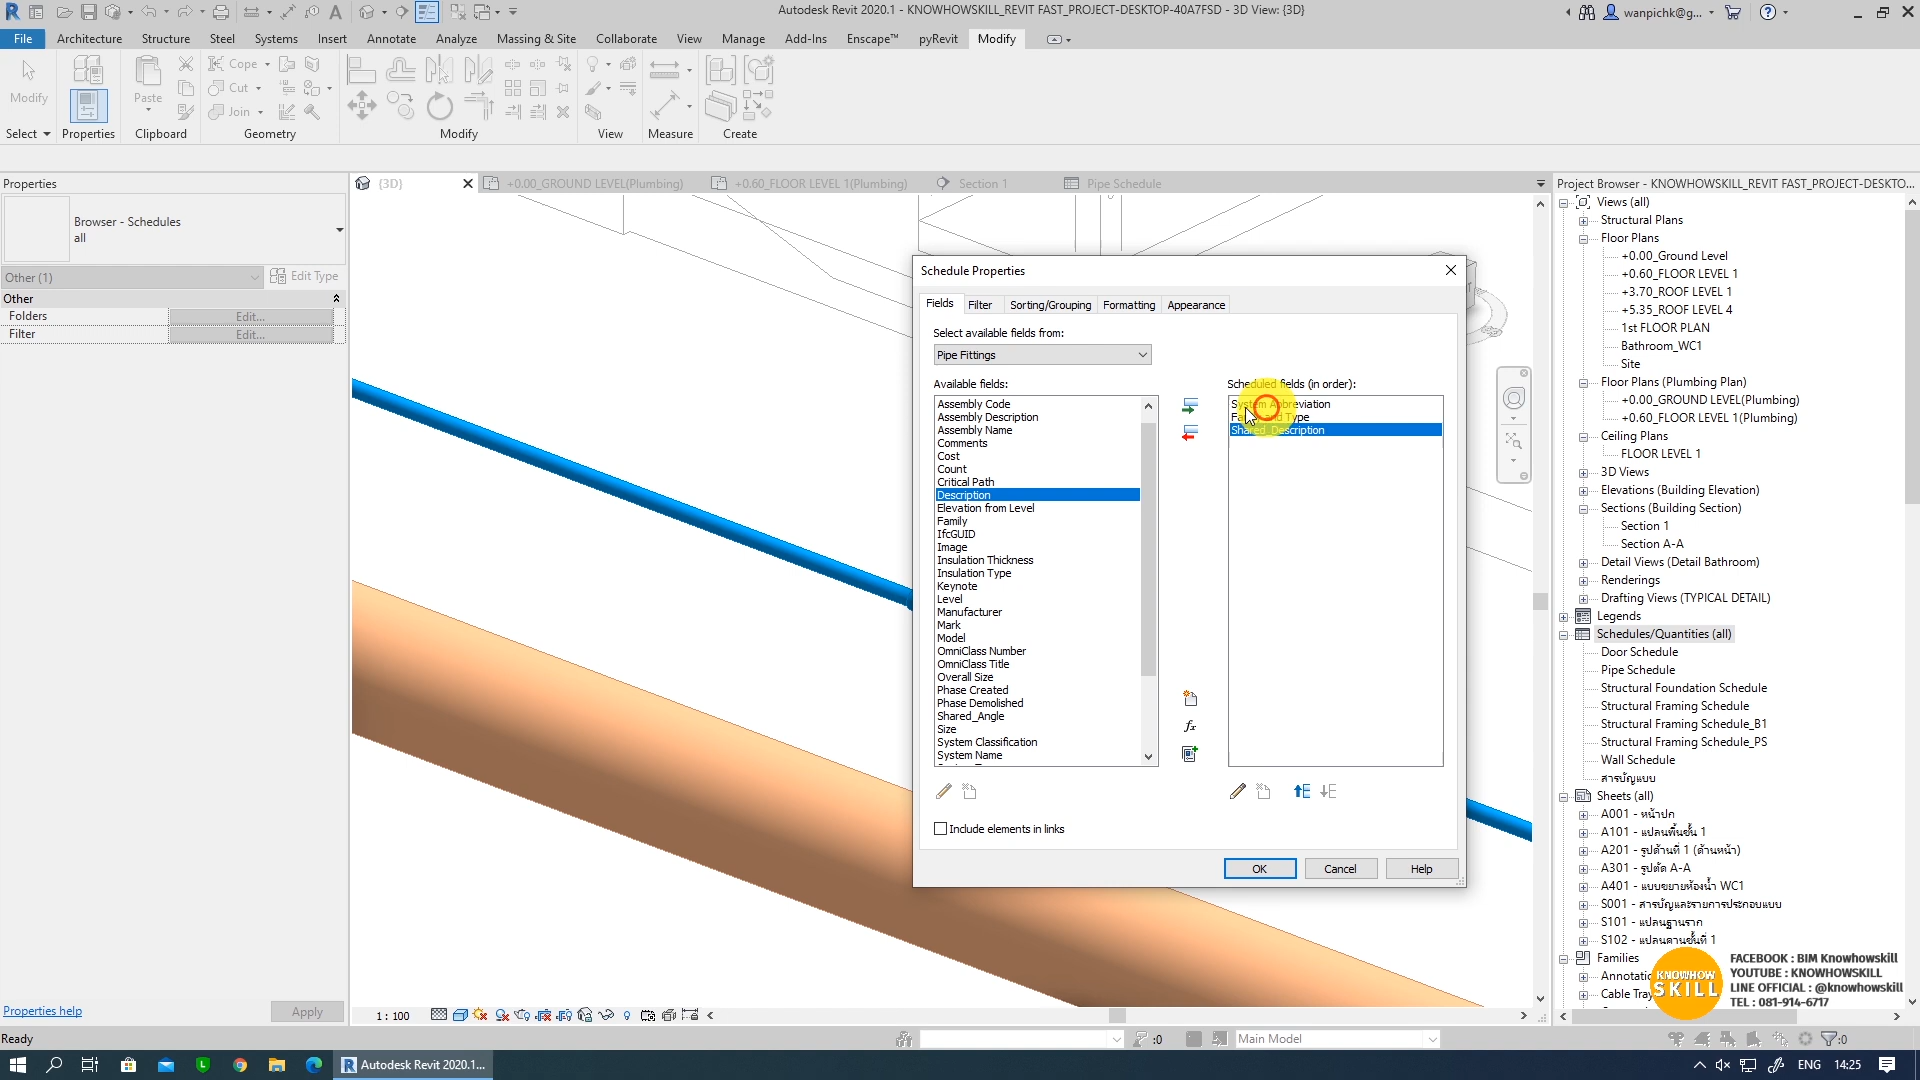 Autodesk Revit 2020.1 - KNOWHOWSKILL_REVIT FAST_PROJECT-DESKTOP-40A7FSD - 3D View: {3D}
wanpichk@g...
File Architecture Structure Steel Systems Insert Annotate Analyze Massing & Site Collaborate View Manage Add-Ins Enscape™ pyRevit Modify
Cope
Cut
Join
Modify
Paste
Select Properties Clipboard Geometry Modify View Measure Create
Properties
{3D} +0.00_GROUND LEVEL(Plumbing) +0.60_FLOOR LEVEL 1(Plumbing) Section 1 Pipe Schedule
Browser - Schedules
all
Other (1) Edit Type
Other
Folders Edit...
Filter Edit...
Properties help Apply
Schedule Properties
Fields Filter Sorting/Grouping Formatting Appearance
Select available fields from:
Pipe Fittings
Available fields:
Assembly Code
Assembly Description
Assembly Name
Comments
Cost
Count
Critical Path
Description
Elevation from Level
Family
IfcGUID
Image
Insulation Thickness
Insulation Type
Keynote
Level
Manufacturer
Mark
Model
OmniClass Number
OmniClass Title
Overall Size
Phase Created
Phase Demolished
Shared_Angle
Size
System Classification
System Name
Scheduled fields (in order):
System Abbreviation
Family and Type
Shared_Description
Include elements in links
OK Cancel Help
Project Browser - KNOWHOWSKILL_REVIT FAST_PROJECT-DESKTO...
Views (all)
Structural Plans
Floor Plans
+0.00_Ground Level
+0.60_FLOOR LEVEL 1
+3.70_ROOF LEVEL 1
+5.35_ROOF LEVEL 4
1st FLOOR PLAN
Bathroom_WC1
Site
Floor Plans (Plumbing Plan)
+0.00_GROUND LEVEL(Plumbing)
+0.60_FLOOR LEVEL 1(Plumbing)
Ceiling Plans
FLOOR LEVEL 1
3D Views
Elevations (Building Elevation)
Sections (Building Section)
Section 1
Section A-A
Detail Views (Detail Bathroom)
Renderings
Drafting Views (TYPICAL DETAIL)
Legends
Schedules/Quantities (all)
Door Schedule
Pipe Schedule
Structural Foundation Schedule
Structural Framing Schedule
Structural Framing Schedule_B1
Structural Framing Schedule_PS
Wall Schedule
สารบัญแบบ
Sheets (all)
A001 - หน้าปก
A101 - แปลนพื้นชั้น 1
A201 - รูปด้านที่ 1 (ด้านหน้า)
A301 - รูปตัด A-A
A401 - แบบขยายห้องน้ำ WC1
S001 - สารบัญและรายการประกอบแบบ
S101 - แปลนฐานราก
S102 - แปลนคานชั้นที่ 1
Families
Annotatic
Cable Tray
KNOWHOW
SKILL
FACEBOOK : BIM Knowhowskill
YOUTUBE : KNOWHOWSKILL
LINE OFFICIAL : @knowhowskill
TEL : 081-914-6717
1 : 100
Ready
:0
Main Model
:0
Autodesk Revit 2020.1...
ENG 14:25